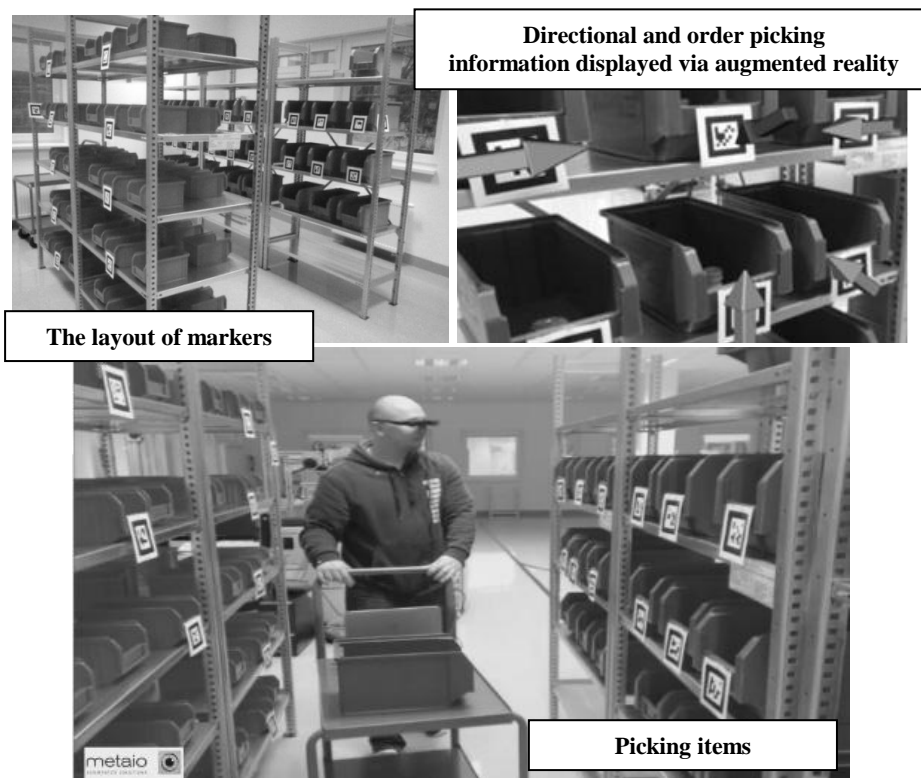 Directional and order picking
information displayed via augmented reality
The layout of markers
Picking items
metaio